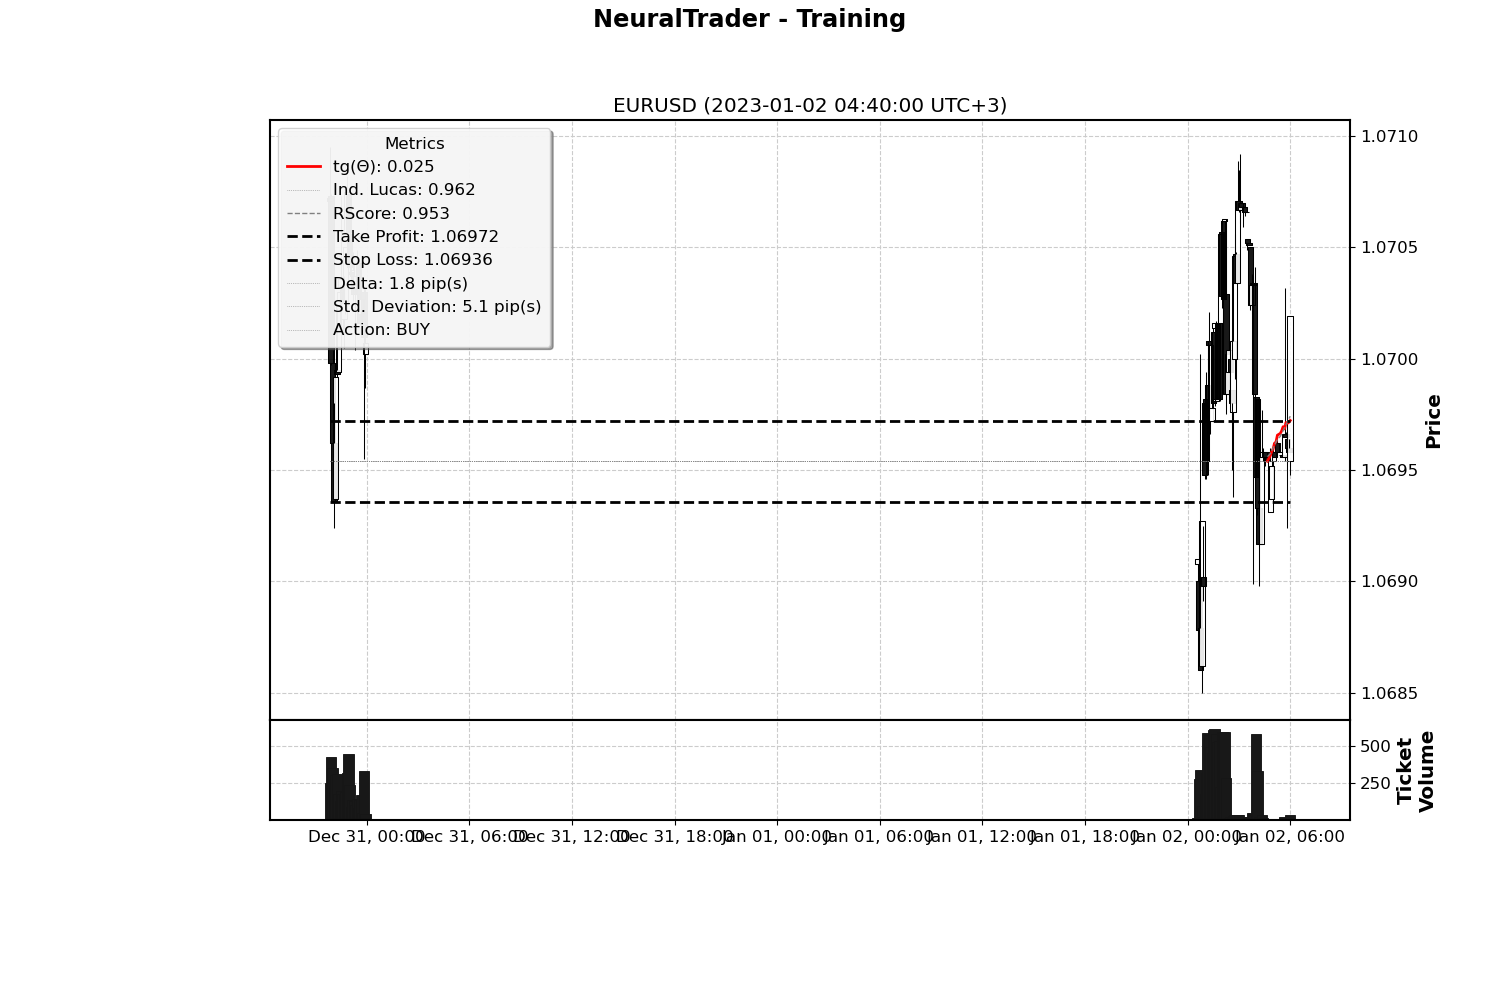 NeuralTrader - Training
EURUSD (2023-01-02 04:40:00 UTC+3)
Metrics
tg(Θ): 0.025
Ind. Lucas: 0.962
RScore: 0.953
Take Profit: 1.06972
Stop Loss: 1.06936
Delta: 1.8 pip(s)
Std. Deviation: 5.1 pip(s)
Action: BUY
1.0710
1.0705
1.0700
1.0695
1.0690
1.0685
Price
500
250
Ticket
Volume
Dec 31, 00:00
Dec 31, 06:00
Dec 31, 12:00
Dec 31, 18:00
Jan 01, 00:00
Jan 01, 06:00
Jan 01, 12:00
Jan 01, 18:00
Jan 02, 00:00
Jan 02, 06:00